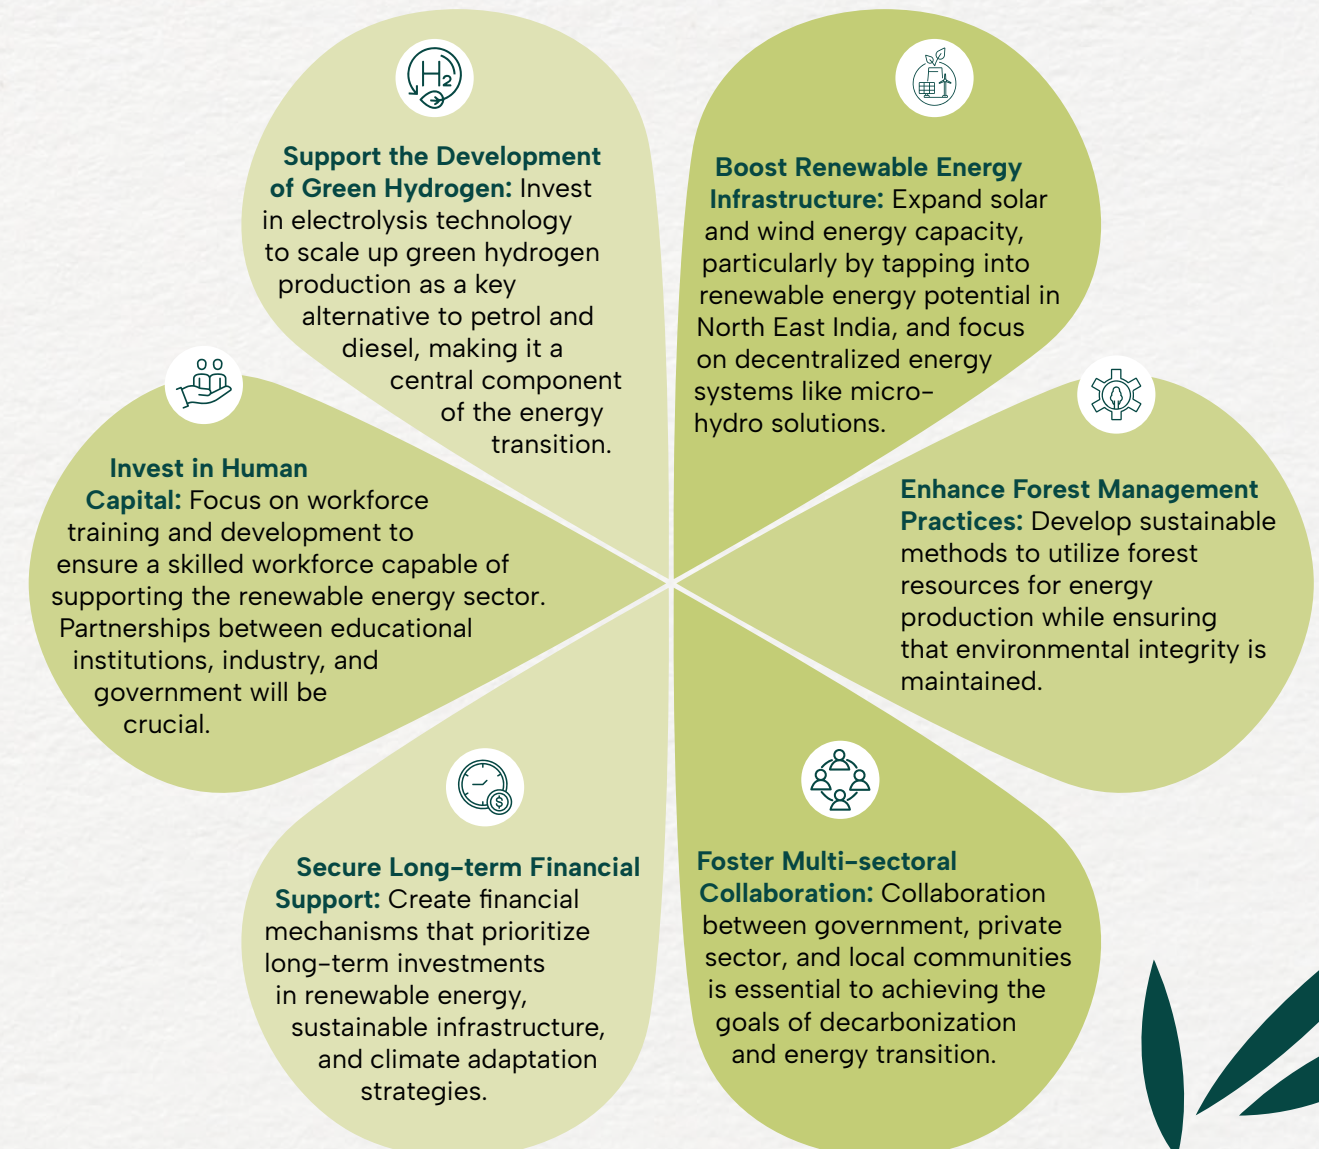 H2
Support the Development
of Green Hydrogen: Invest
in electrolysis technology
to scale up green hydrogen
production as a key
alternative to petrol and
diesel, making it a
central component
of the energy
transition.
Boost Renewable Energy
Infrastructure: Expand solar
and wind energy capacity,
particularly by tapping into
renewable energy potential in
North East India, and focus
on decentralized energy
systems like micro-
hydro solutions.
Invest in Human
Capital: Focus on workforce
training and development to
ensure a skilled workforce capable of
supporting the renewable energy sector.
Partnerships between educational
institutions, industry, and
government will be
crucial.
Enhance Forest Management
Practices: Develop sustainable
methods to utilize forest
resources for energy
production while ensuring
that environmental integrity is
maintained.
$
Secure Long-term Financial
Support: Create financial
mechanisms that prioritize
long-term investments
in renewable energy,
sustainable infrastructure,
and climate adaptation
strategies.
Foster Multi-sectoral
Collaboration: Collaboration
between government, private
sector, and local communities
is essential to achieving the
goals of decarbonization
and energy transition.